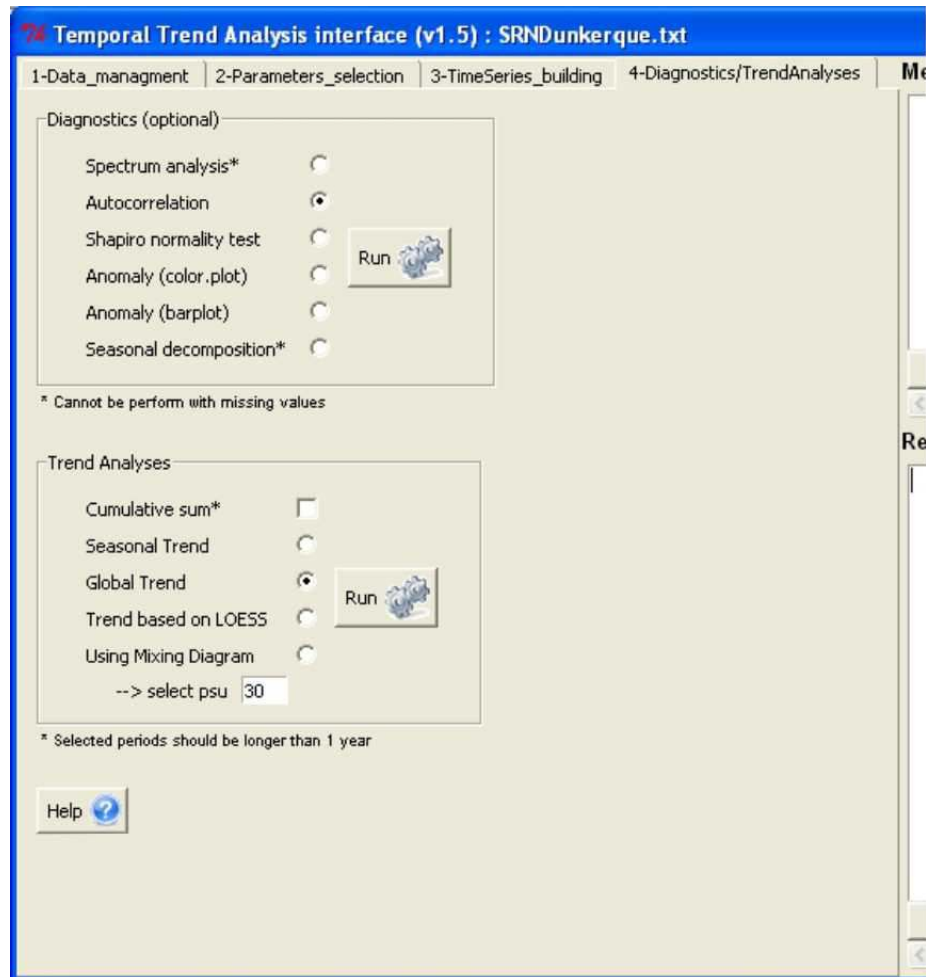 Temporal Trend Analysis interface (v1.5) : SRNDunkerque.txt
1-Data_managment 2-Parameters_selection 3-TimeSeries_building 4-Diagnostics/TrendAnalyses
Me
Diagnostics (optional)
Spectrum analysis*
Autocorrelation
Shapiro normality test
Run
Anomaly (color.plot)
Anomaly (barplot)
Seasonal decomposition*
* Cannot be perform with missing values
Re
Trend Analyses
Cumulative sum*
Seasonal Trend
Global Trend
Run
Trend based on LOESS
Using Mixing Diagram
--> select psu 30
* Selected periods should be longer than 1 year
Help ?